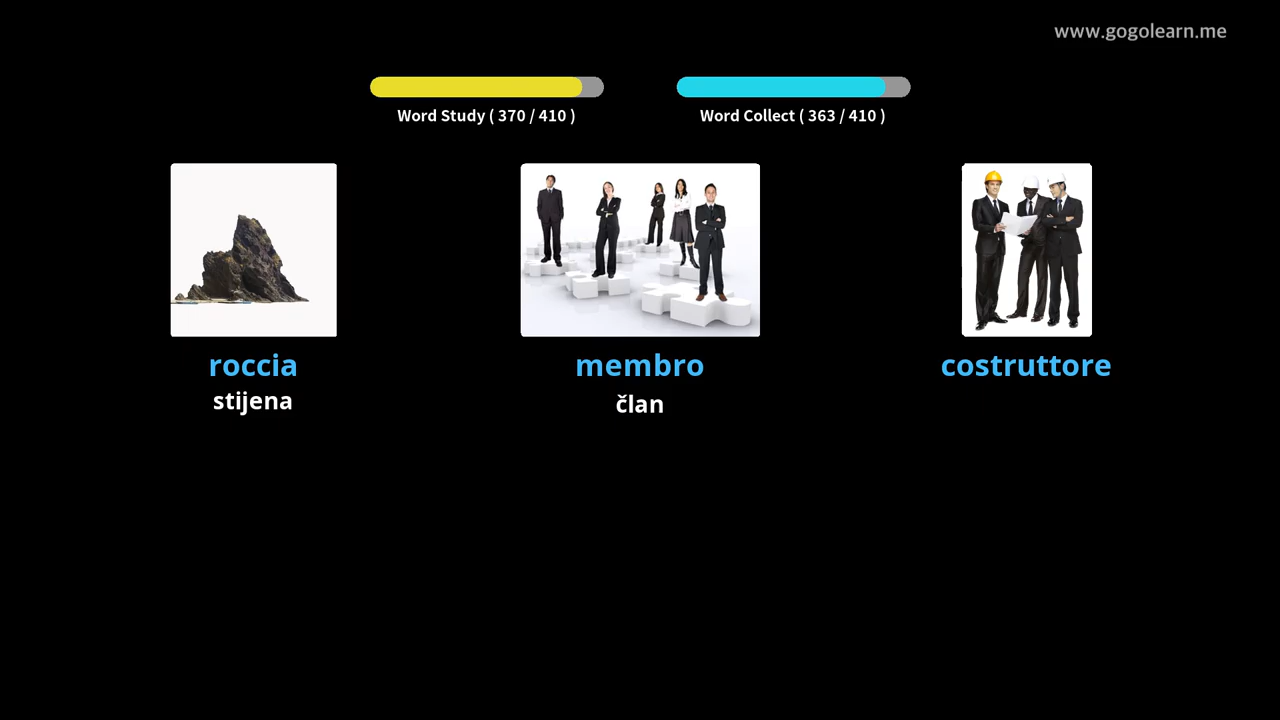 www.gogolearn.me
Word Study ( 370 / 410 )
Word Collect ( 363 / 410 )
roccia
stijena
membro
član
costruttore